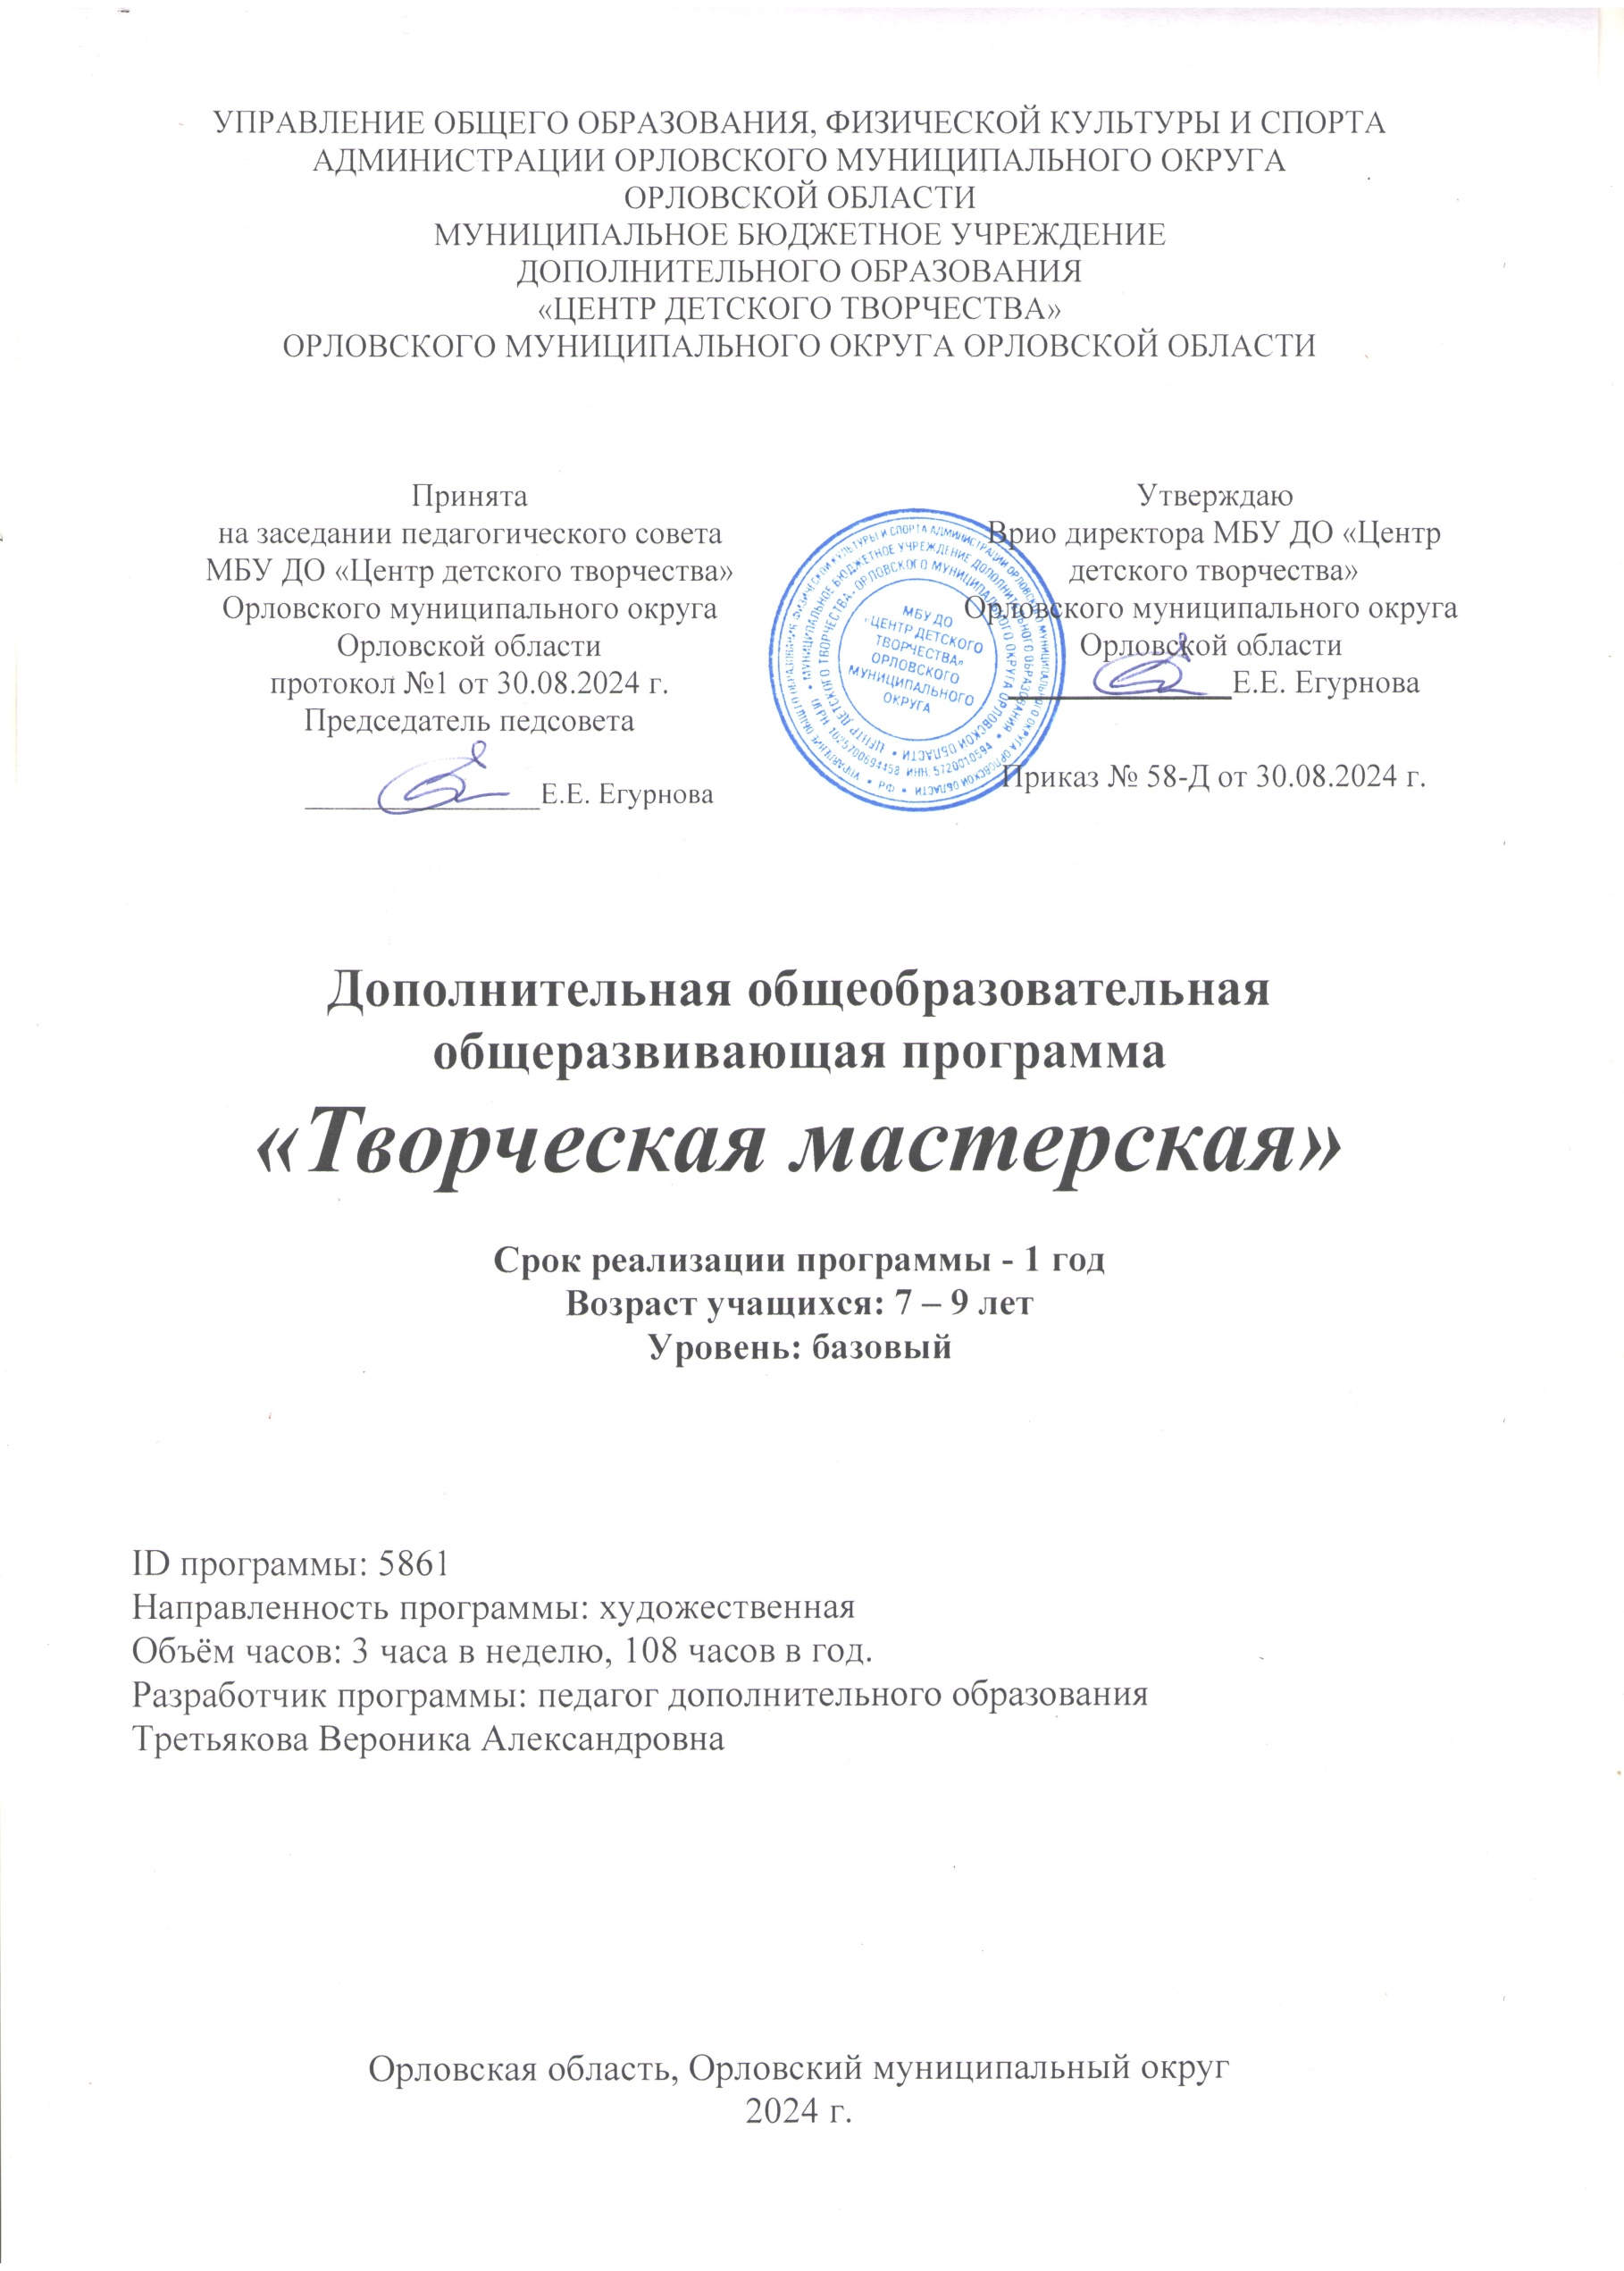 УПРАВЛЕНИЕ ОБЩЕГО ОБРАЗОВАНИЯ, ФИЗИЧЕСКОЙ КУЛЬТУРЫ И СПОРТА
АДМИНИСТРАЦИИ ОРЛОВСКОГО МУНИЦИПАЛЬНОГО ОКРУГА
ОРЛОВСКОЙ ОБЛАСТИ
МУНИЦИПАЛЬНОЕ БЮДЖЕТНОЕ УЧРЕЖДЕНИЕ
ДОПОЛНИТЕЛЬНОГО ОБРАЗОВАНИЯ
«ЦЕНТР ДЕТСКОГО ТВОРЧЕСТВА»
ОРЛОВСКОГО МУНИЦИПАЛЬНОГО ОКРУГА ОРЛОВСКОЙ ОБЛАСТИ
Принята
на заседании педагогического совета
МБУ ДО «Центр детского творчества»
Орловского муниципального округа
Орловской области
протокол №1 от 30.08.2024 г.
Председатель педсовета
Е.Е. Егурнова
МБУ ДО
«ЦЕНТР ДЕТСКОГО
ТВОРЧЕСТВА»
ОРЛОВСКОГО
МУНИЦИПАЛЬНОГО
ОКРУГА
Утверждаю
Врио директора МБУ ДО «Центр
детского творчества»
Орловского муниципального округа
Орловской области
Е.Е. Егурнова
Приказ № 58-Д от 30.08.2024 г.
Дополнительная общеобразовательная
общеразвивающая программа
«Творческая мастерская»
Срок реализации программы - 1 год
Возраст учащихся: 7 – 9 лет
Уровень: базовый
ID программы: 5861
Направленность программы: художественная
Объём часов: 3 часа в неделю, 108 часов в год.
Разработчик программы: педагог дополнительного образования
Третьякова Вероника Александровна
Орловская область, Орловский муниципальный округ
2024 г.